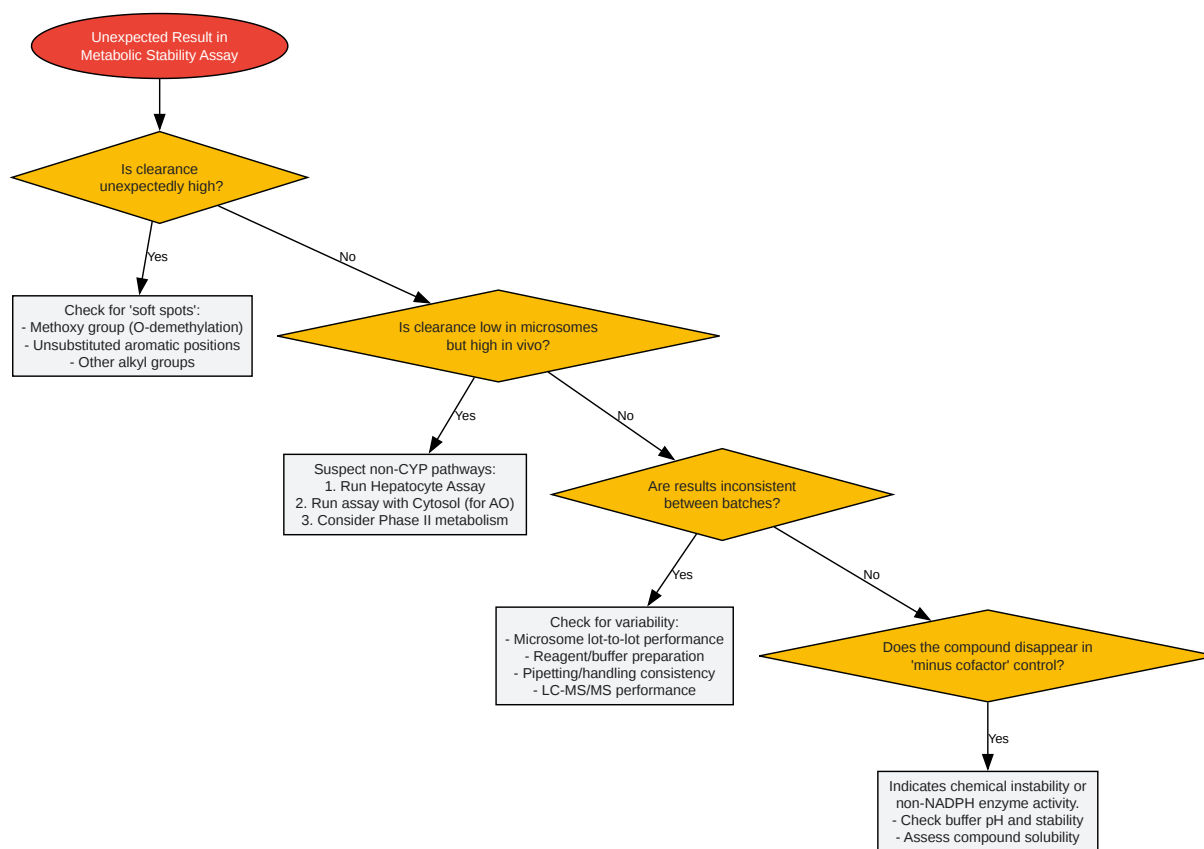 Unexpected Result in
Metabolic Stability Assay
Is clearance
unexpectedly high?
Yes
No
Check for 'soft spots':
- Methoxy group (O-demethylation)
- Unsubstituted aromatic positions
- Other alkyl groups
Is clearance low in microsomes
but high in vivo?
Yes
No
Suspect non-CYP pathways:
1. Run Hepatocyte Assay
2. Run assay with Cytosol (for AO)
3. Consider Phase II metabolism
Are results inconsistent
between batches?
Yes
No
Check for variability:
- Microsome lot-to-lot performance
- Reagent/buffer preparation
- Pipetting/handling consistency
- LC-MS/MS performance
Does the compound disappear in
'minus cofactor' control?
Yes
Indicates chemical instability or
non-NADPH enzyme activity.
- Check buffer pH and stability
- Assess compound solubility